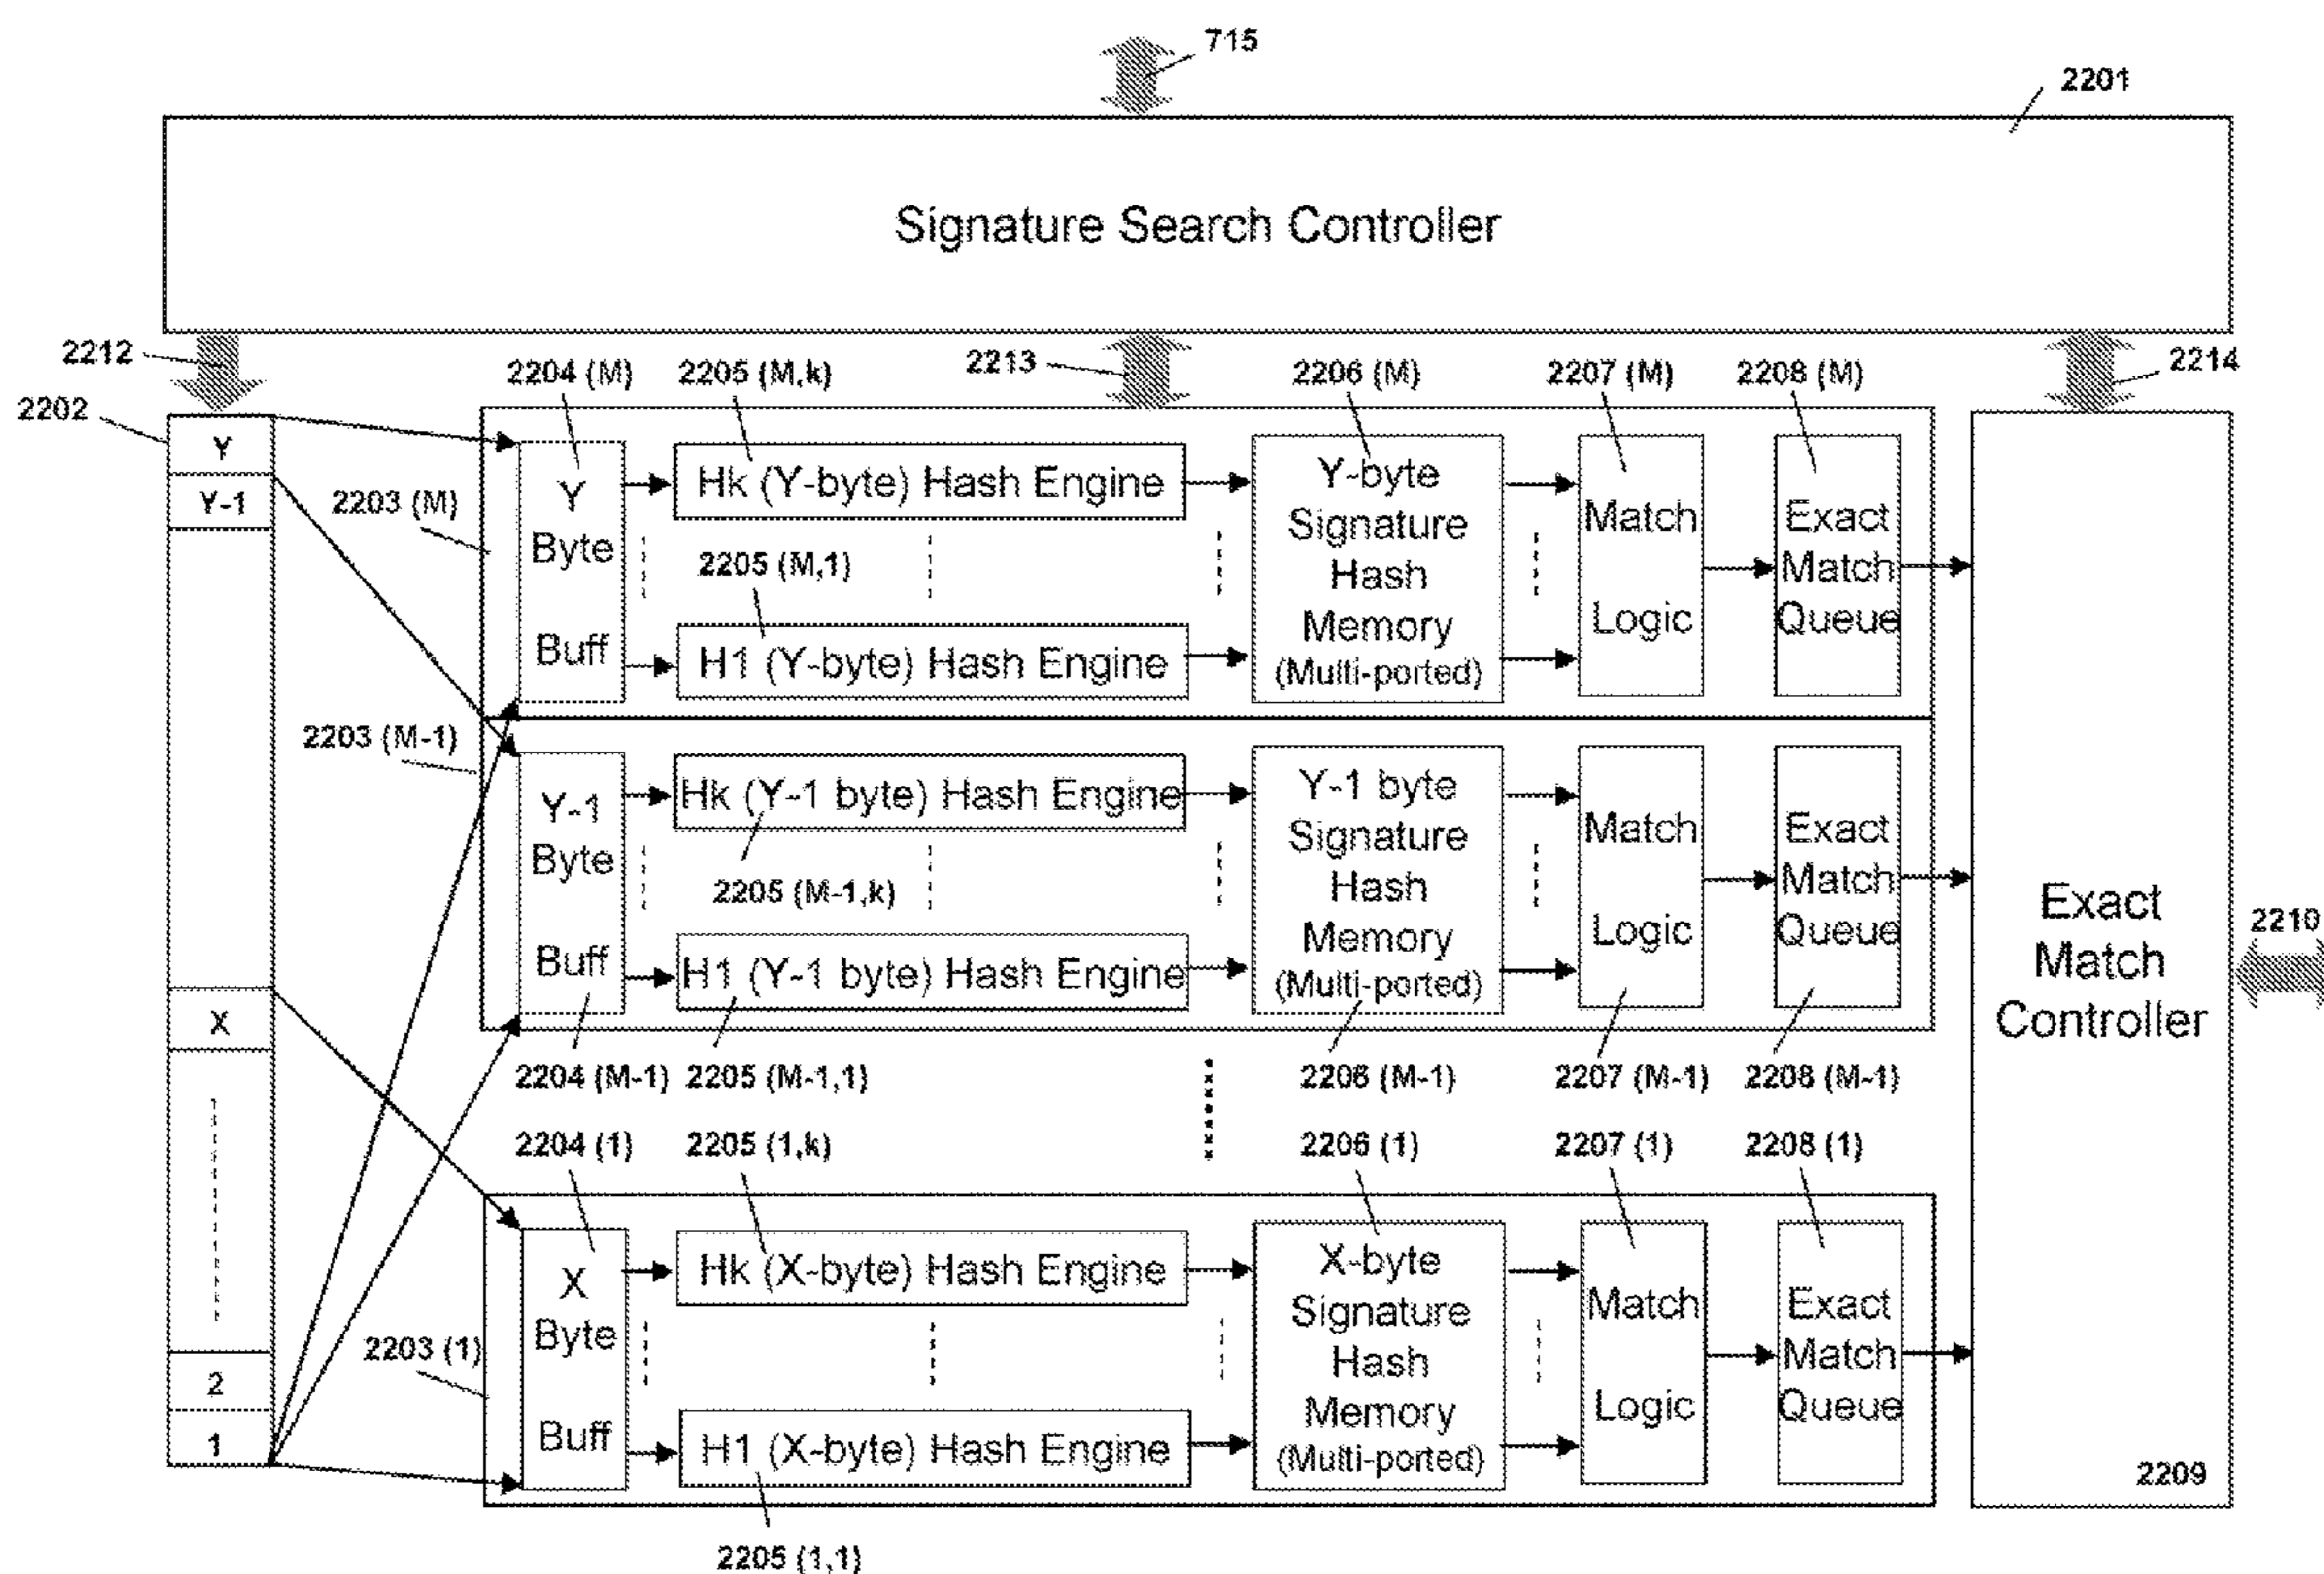 715
2201
Signature Search Controller
2212
2213
2214
2202
2204 (M)
2205 (M,k)
2206 (M)
2207 (M)
2208 (M)
Y
Y-1
X
2
1
2203 (M)
Y
Byte
Buff
Hk (Y-byte) Hash Engine
2205 (M,1)
H1 (Y-byte) Hash Engine
Y-byte
Signature
Hash
Memory
(Multi-ported)
Match
Logic
Exact
Match
Queue
2203 (M-1)
Y-1
Byte
Buff
Hk (Y-1 byte) Hash Engine
2205 (M-1,k)
H1 (Y-1 byte) Hash Engine
Y-1 byte
Signature
Hash
Memory
(Multi-ported)
Match
Logic
Exact
Match
Queue
2204 (M-1)
2205 (M-1,1)
2206 (M-1)
2207 (M-1)
2208 (M-1)
2204 (1)
2205 (1,k)
2206 (1)
2207 (1)
2208 (1)
2203 (1)
X
Byte
Buff
Hk (X-byte) Hash Engine
H1 (X-byte) Hash Engine
2205 (1,1)
X-byte
Signature
Hash
Memory
(Multi-ported)
Match
Logic
Exact
Match
Queue
Exact
Match
Controller
2210
2209